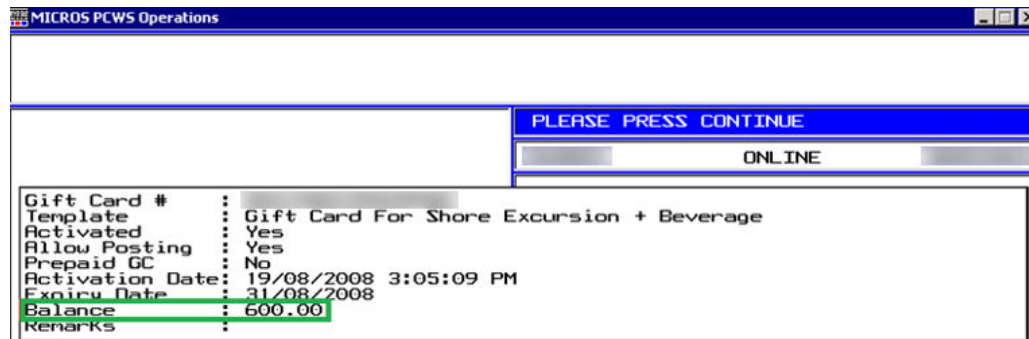 MICROS PCWS Operations
PLEASE PRESS CONTINUE
ONLINE
Gift Card # :
Template : Gift Card For Shore Excursion + Beverage
Activated : Yes
Allow Posting : Yes
Prepaid GC : No
Activation Date: 19/08/2008 3:05:09 PM
Expiry Date : 31/08/2008
Balance : 600.00
Remarks :